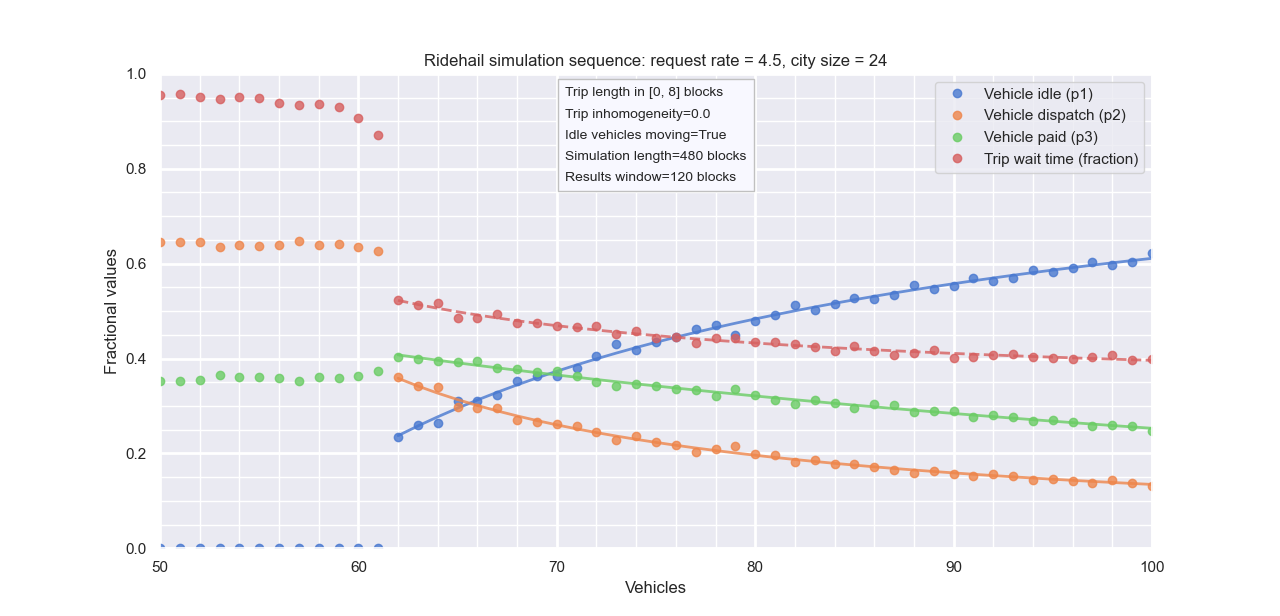 Ridehail simulation sequence: request rate = 4.5, city size = 24
1.0
0.8
0.6
0.4
0.2
0.0
Fractional values
Trip length in [0, 8] blocks
Trip inhomogeneity=0.0
Idle vehicles moving=True
Simulation length=480 blocks
Results window=120 blocks
Vehicle idle (p1)
Vehicle dispatch (p2)
Vehicle paid (p3)
Trip wait time (fraction)
50 60 70 80 90 100
Vehicles